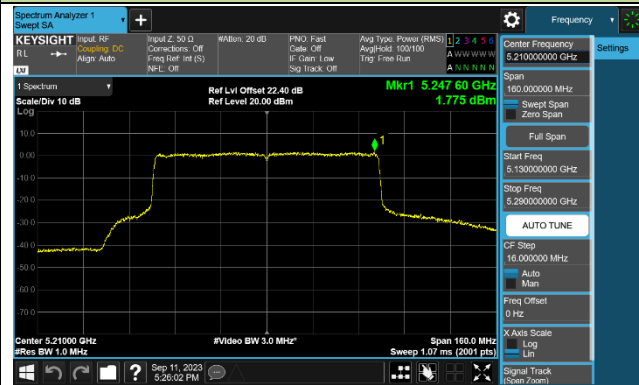 Spectrum Analyzer 1
Swept SA
Frequency
KEYSIGHT
RL
LXI
Input: RF
Coupling: DC
Align: Auto
Input Z: 50 Ω
Corrections: Off
Freq Ref: Int (S)
NFE: Off
#Atten: 20 dB
PNO: Fast
Gate: Off
IF Gain: Low
Sig Track: Off
Avg Type: Power (RMS)
Avg|Hold: 100/100
Trig: Free Run
1 2 3 4 5 6
A W W W W W
A N N N N N
1 Spectrum
Scale/Div 10 dB
Log
Ref Lvl Offset 22.40 dB
Ref Level 20.00 dBm
Mkr1 5.247 60 GHz
1.775 dBm
1
10.0
0.00
-10.0
-20.0
-30.0
-40.0
-50.0
-60.0
-70.0
Center 5.21000 GHz
#Res BW 1.0 MHz
#Video BW 3.0 MHz*
Span 160.0 MHz
Sweep 1.07 ms (2001 pts)
Sep 11, 2023
5:26:02 PM
Center Frequency
5.210000000 GHz
Span
160.000000 MHz
Swept Span
Zero Span
Full Span
Start Freq
5.130000000 GHz
Stop Freq
5.290000000 GHz
AUTO TUNE
CF Step
16.000000 MHz
Auto
Man
Freq Offset
0 Hz
X Axis Scale
Log
Lin
Signal Track
(Span Zoom)
Settings